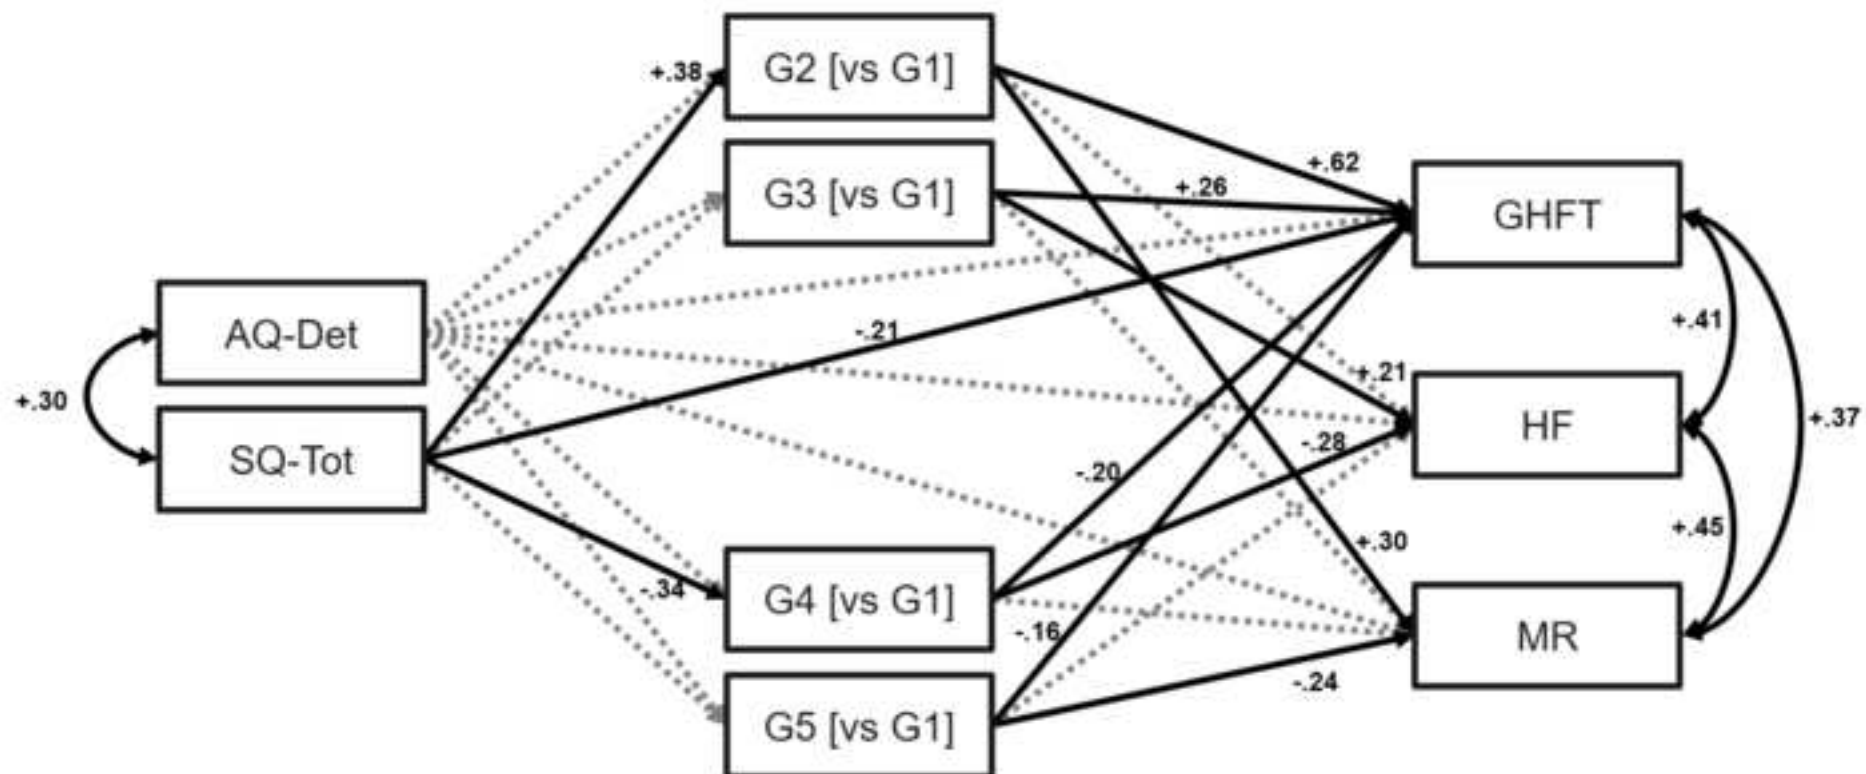 G2 [vs G1]
+.38
+.62
G3 [vs G1]
+.26
GHFT
AQ-Det
-.21
+.41
+.30
+.21
SQ-Tot
HF
+.37
-.28
-.20
+.45
+.30
-.34
G4 [vs G1]
-.16
MR
-.24
G5 [vs G1]